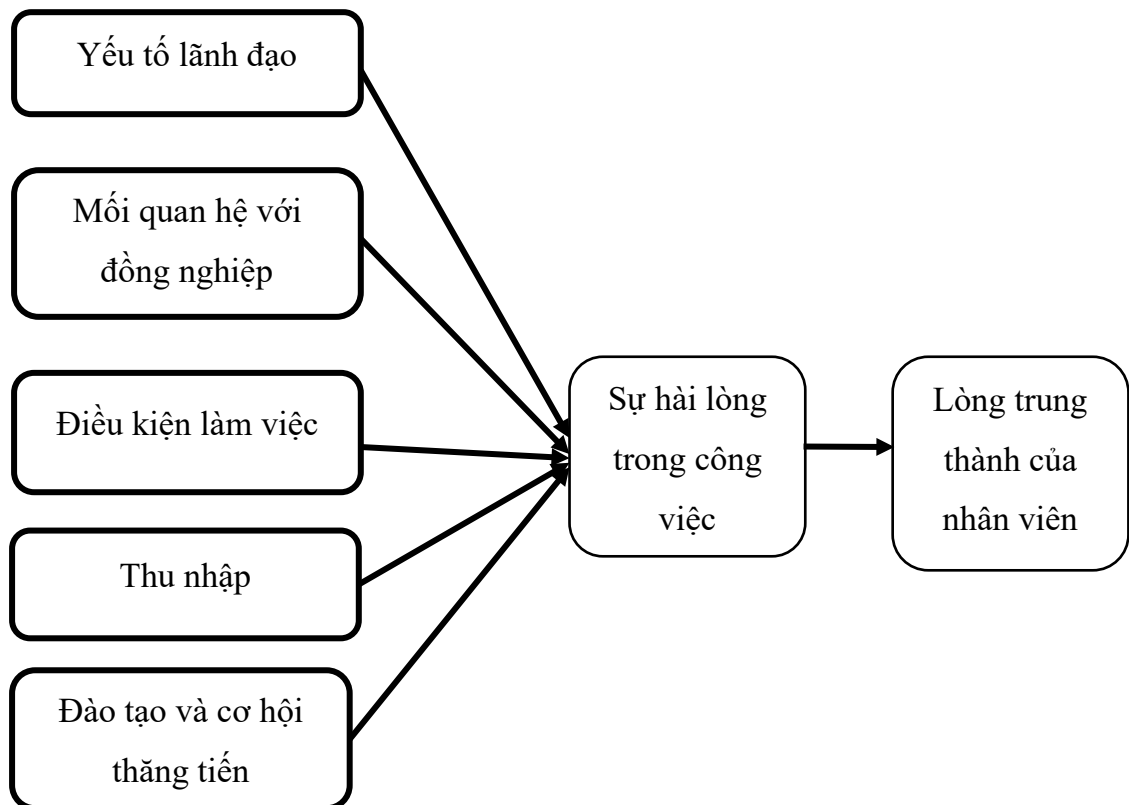 Yếu tố lãnh đạo
Mối quan hệ với
đồng nghiệp
Điều kiện làm việc
Thu nhập
Đào tạo và cơ hội
thăng tiến
Sự hài lòng
trong công
việc
Lòng trung
thành của
nhân viên